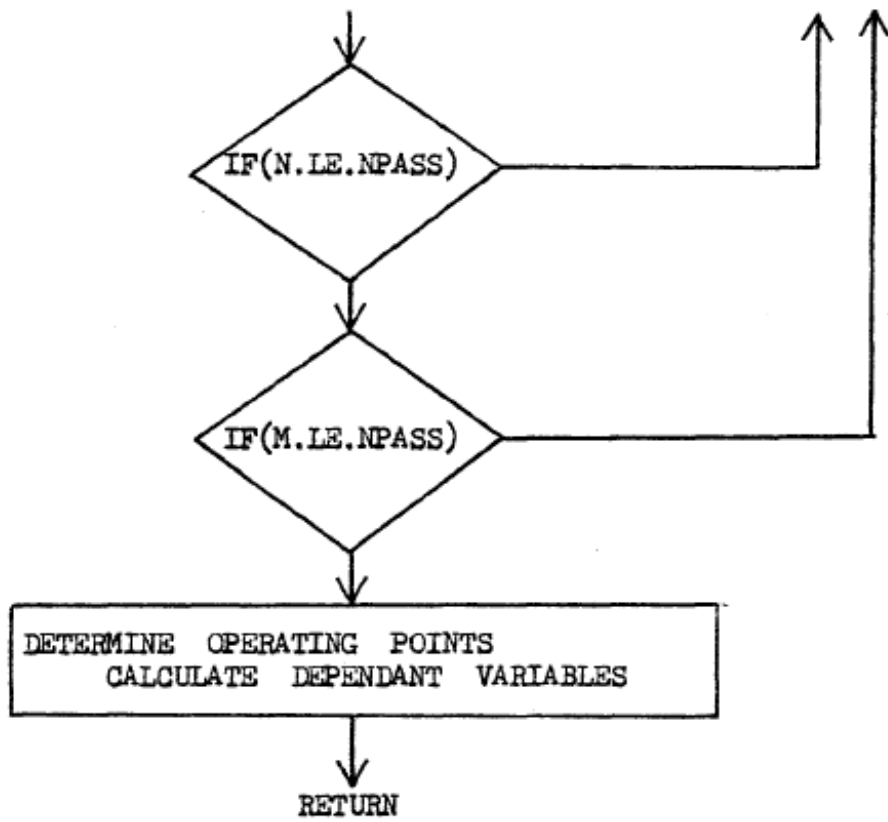 IF(N.LE.NPASS)
IF(M.LE.NPASS)
DETERMINE OPERATING POINTS
CALCULATE DEPENDANT VARIABLES
RETURN